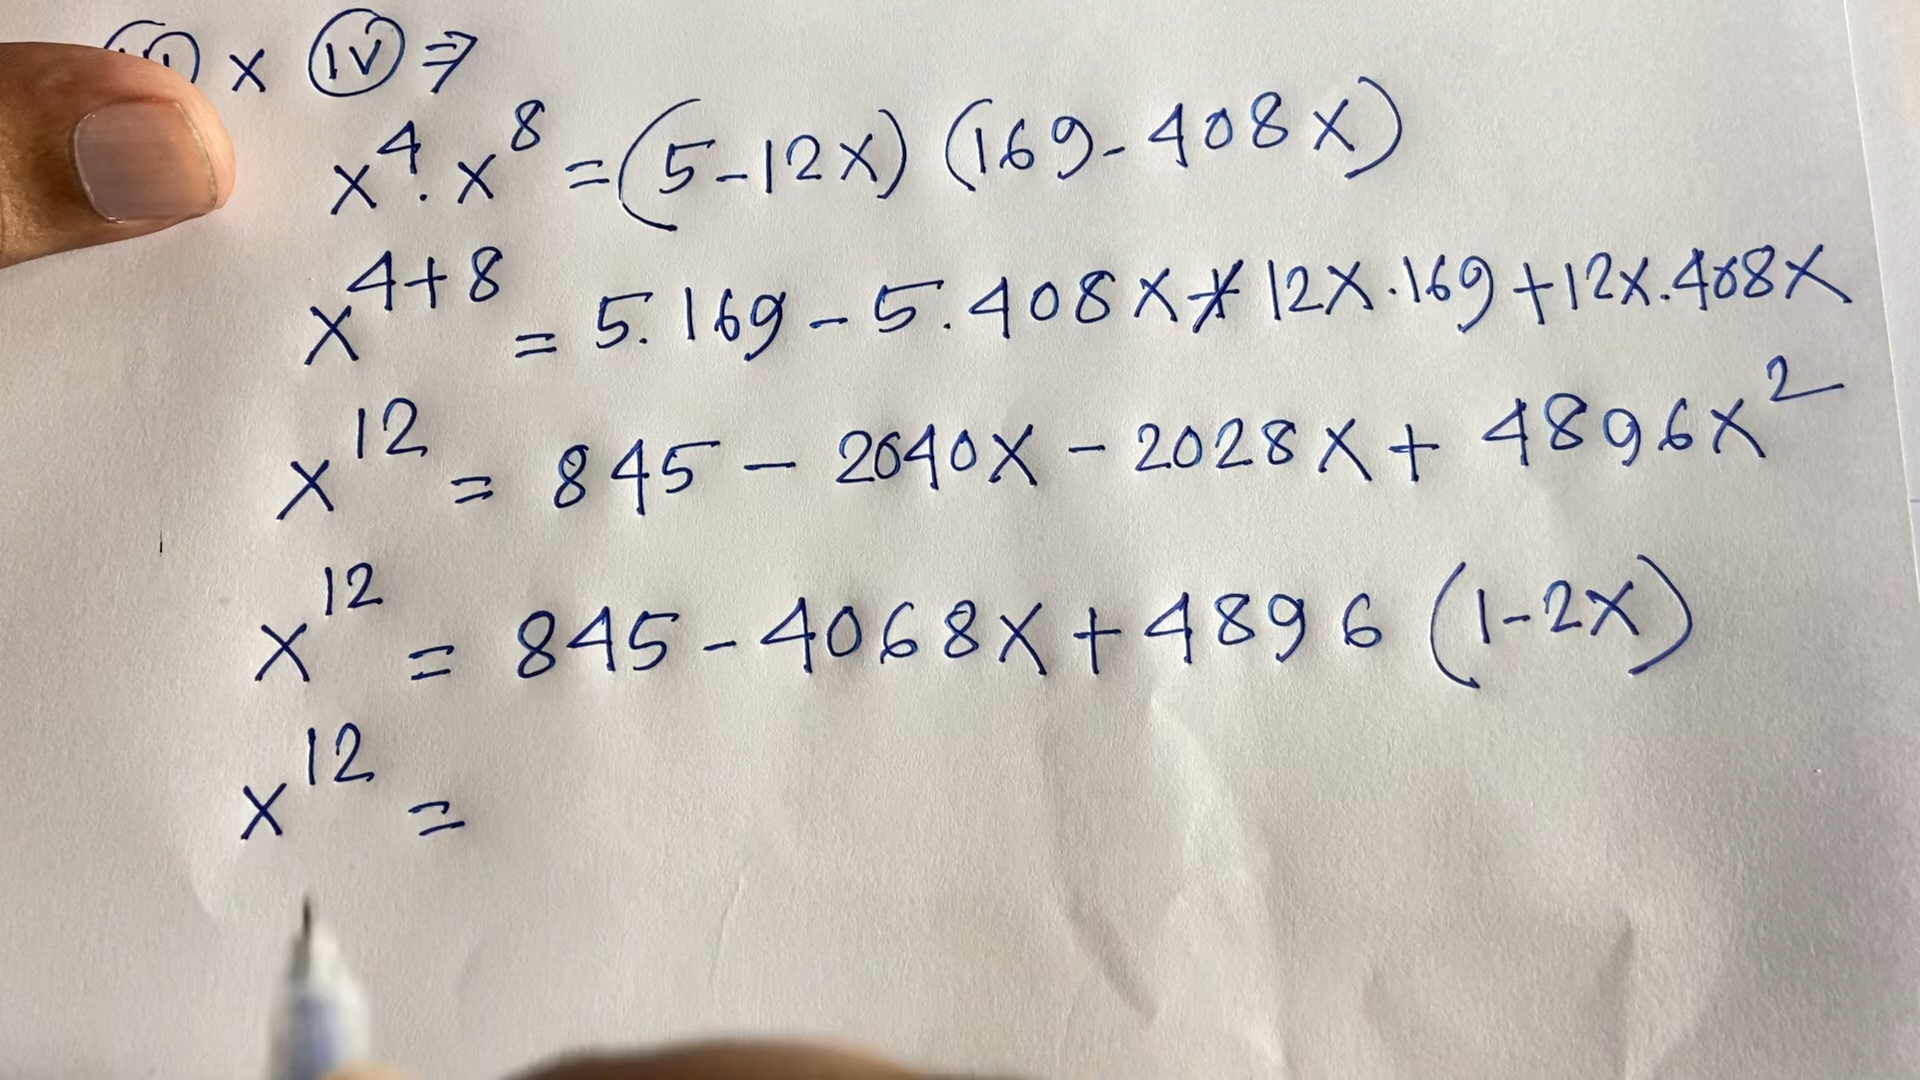 × (IV) ⇒
x⁴ . x⁸ = (5-12x) (169-408x)
x⁴⁺⁸ = 5.169 - 5.408x - 12x.169 + 12x.408x
x¹² = 845 - 2040x - 2028x + 4896x²
x¹² = 845 - 4068x + 4896 (1-2x)
x¹² =